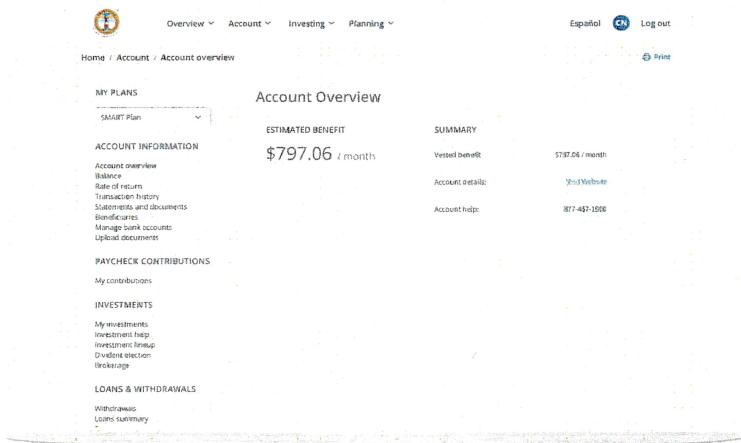 Overview Account Investing Planning Español CN Log out
Home / Account / Account overview Print
MY PLANS
SMART Plan
ACCOUNT INFORMATION
Account overview
Balance
Rate of return
Transaction history
Statements and documents
Beneficiaries
Manage bank accounts
Upload documents
PAYCHECK CONTRIBUTIONS
My contributions
INVESTMENTS
My investments
Investment help
Investment lineup
Dividend election
Brokerage
LOANS & WITHDRAWALS
Withdrawals
Loans summary
Account Overview
ESTIMATED BENEFIT
$797.06 / month
SUMMARY
Vested benefit $797.06 / month
Account details: Visit Website
Account help: